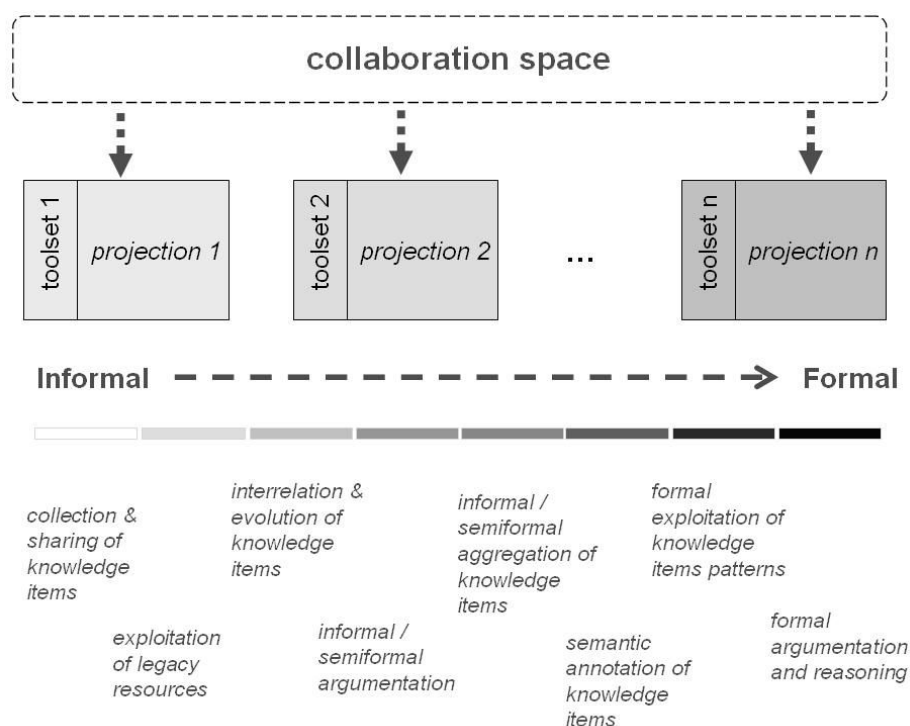 collaboration space
toolset 1
projection 1
toolset 2
projection 2
...
toolset n
projection n
Informal
Formal
collection &
sharing of
knowledge
items
exploitation
of legacy
resources
interrelation &
evolution of
knowledge
items
informal /
semiformal
argumentation
informal /
semiformal
aggregation of
knowledge
items
semantic
annotation of
knowledge
items
formal
exploitation of
knowledge
items patterns
formal
argumentation
and reasoning